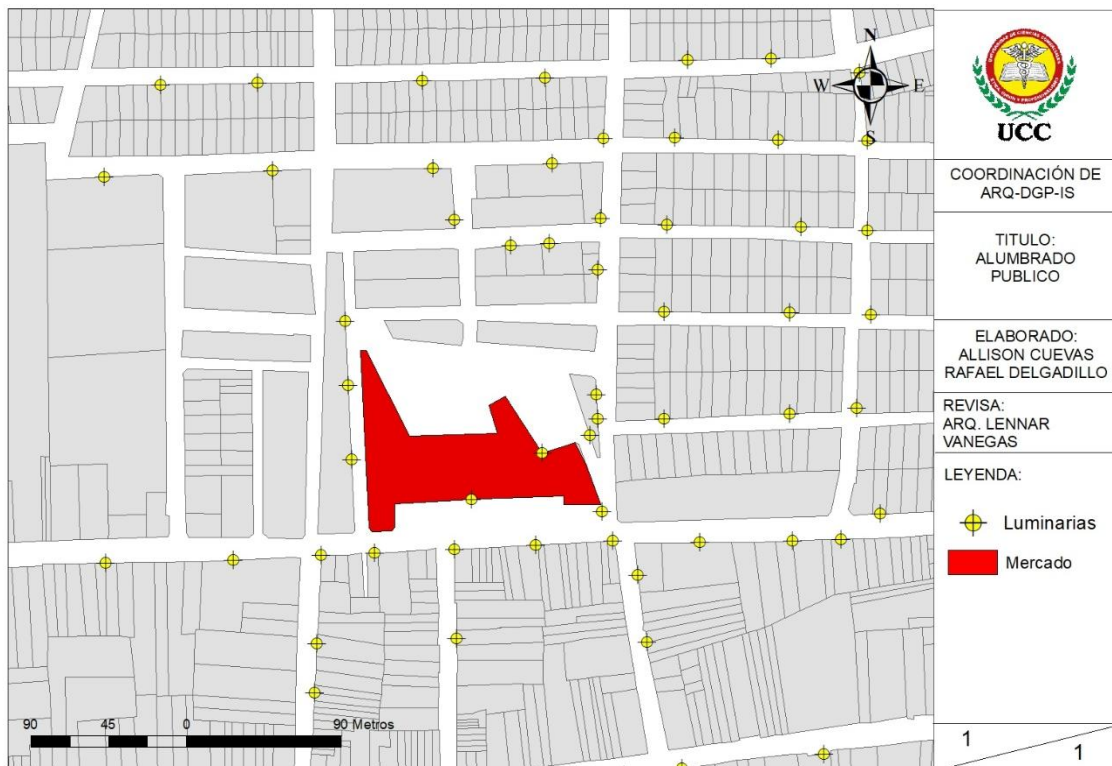 N
W E
S
UCC
COORDINACIÓN DE
ARQ-DGP-IS
TITULO:
ALUMBRADO
PUBLICO
ELABORADO:
ALLISON CUEVAS
RAFAEL DELGADILLO
REVISA:
ARQ. LENNAR
VANEGAS
LEYENDA:
Luminarias
Mercado
90 45 0 90 Metros
1
1